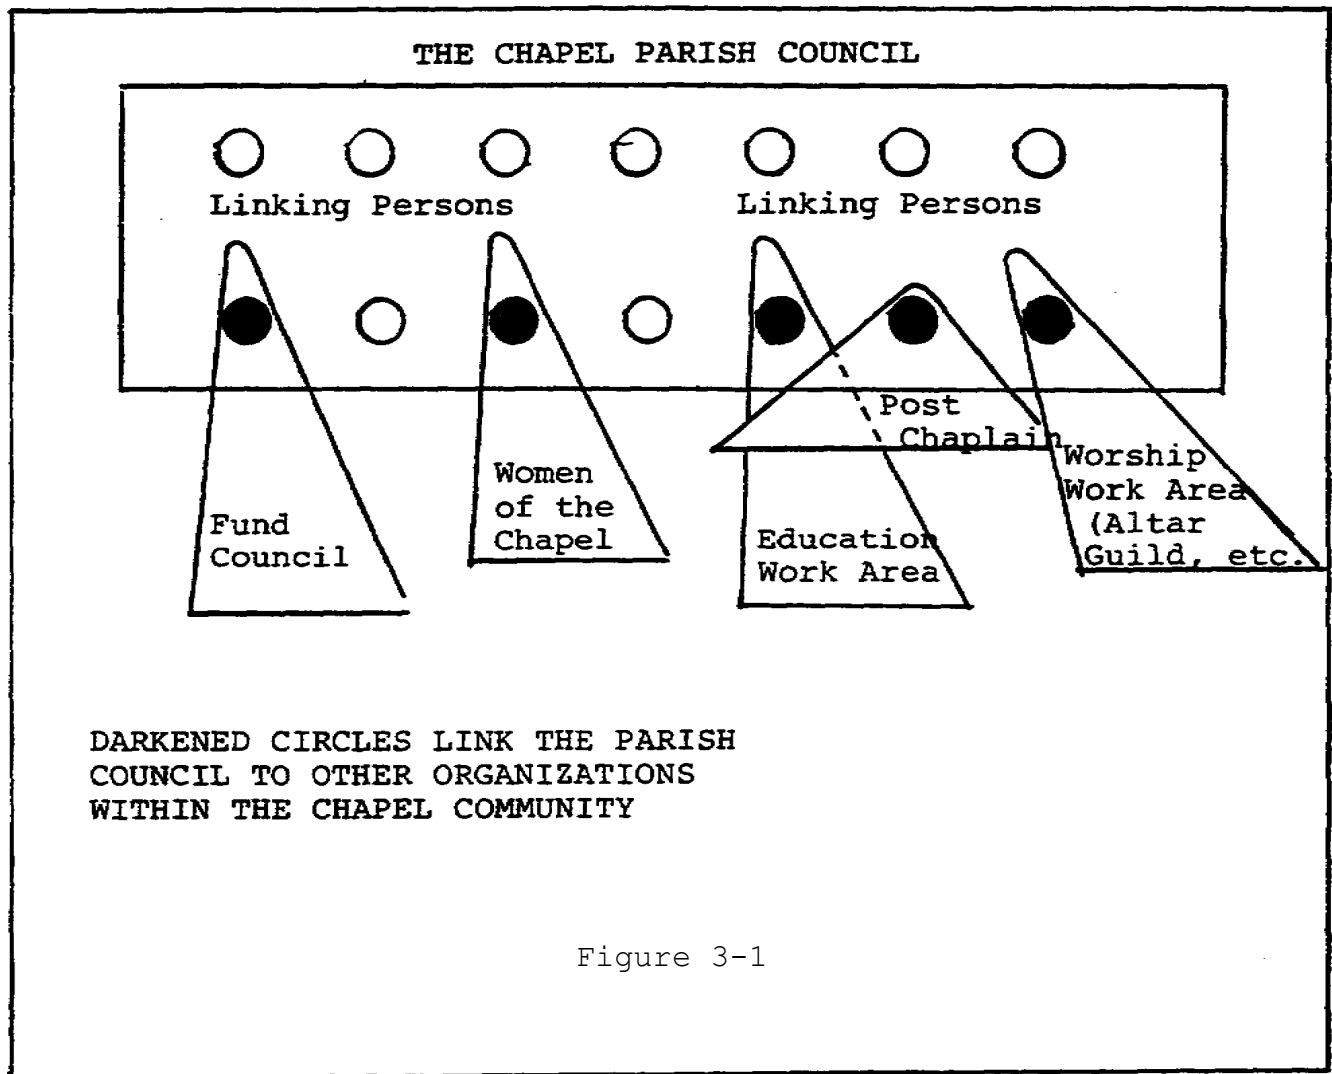 THE CHAPEL PARISH COUNCIL
Linking Persons
Linking Persons
Fund
Council
Women
of the
Chapel
Education
Work Area
Post
Chaplain
Worship
Work Area
(Altar
Guild, etc.
DARKENED CIRCLES LINK THE PARISH
COUNCIL TO OTHER ORGANIZATIONS
WITHIN THE CHAPEL COMMUNITY
Figure 3-1